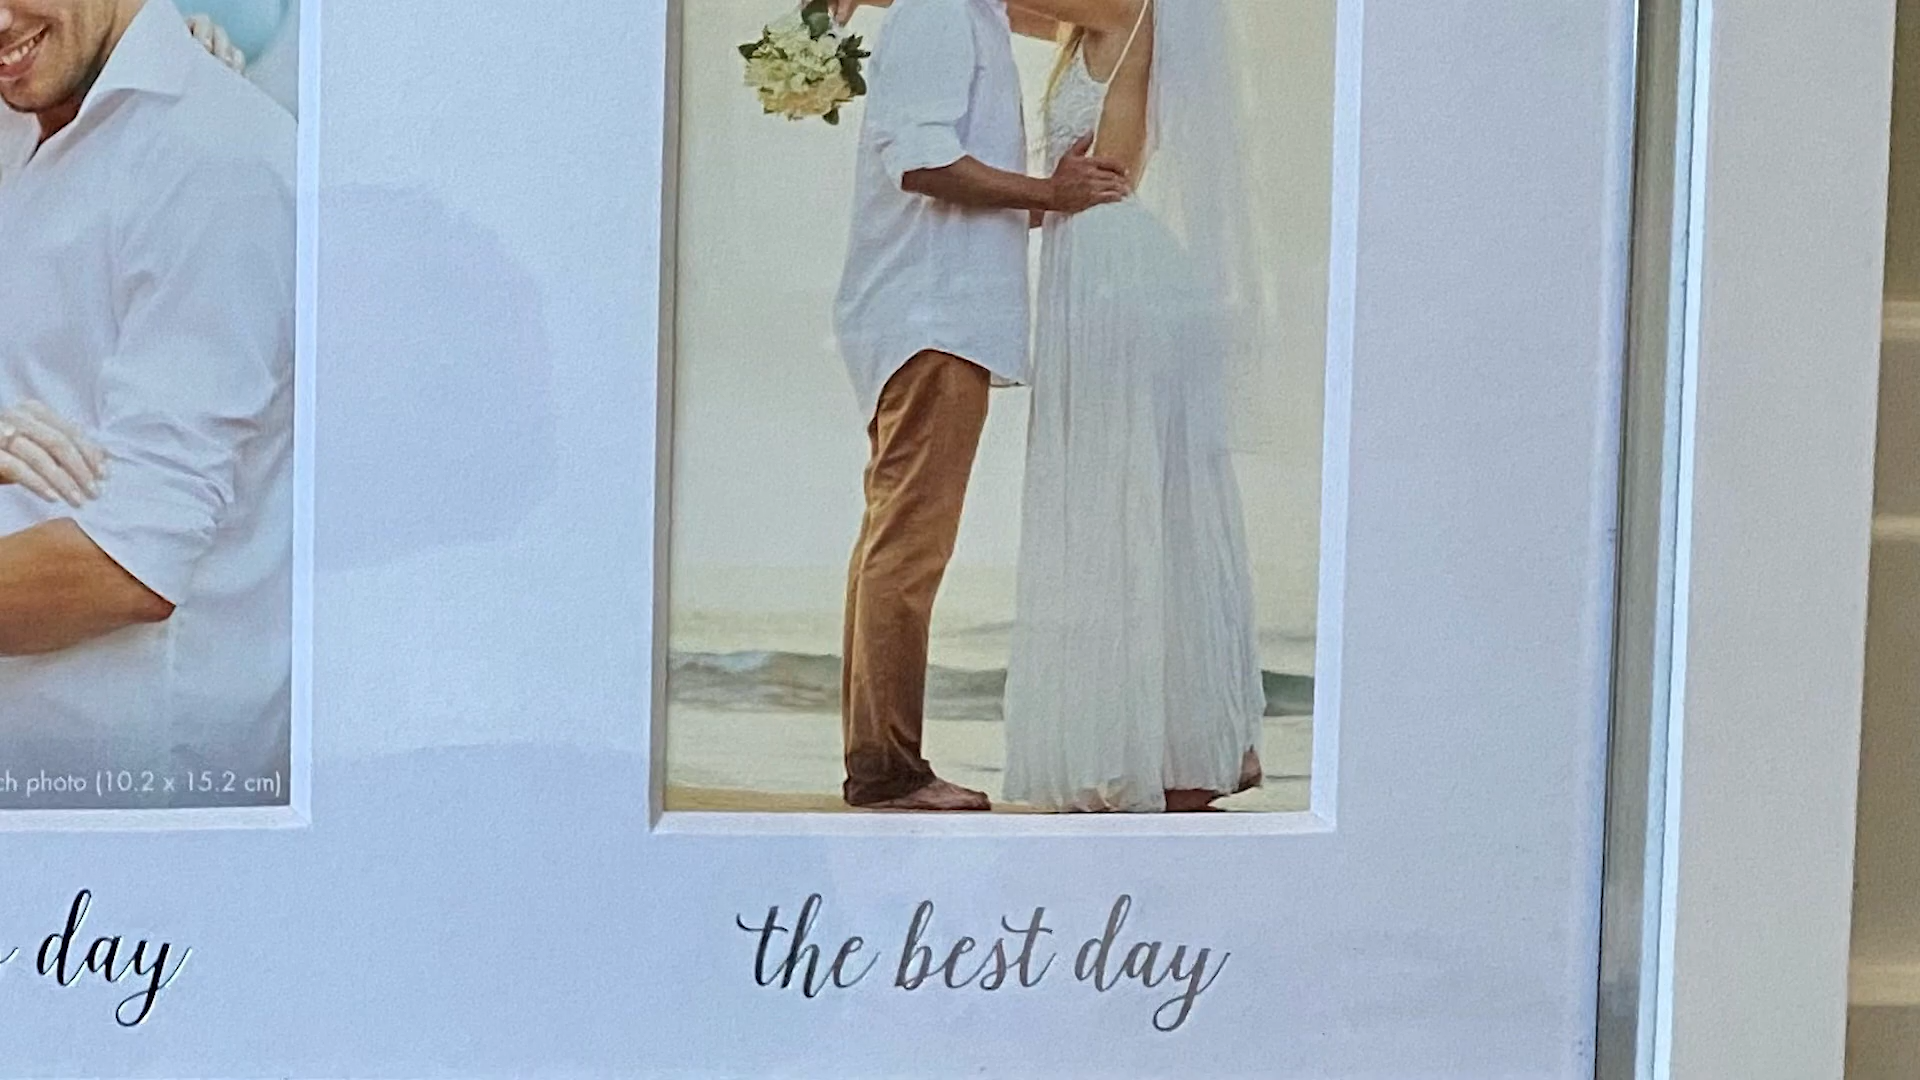 ch photo (10.2 x 15.2 cm)
day
the best day